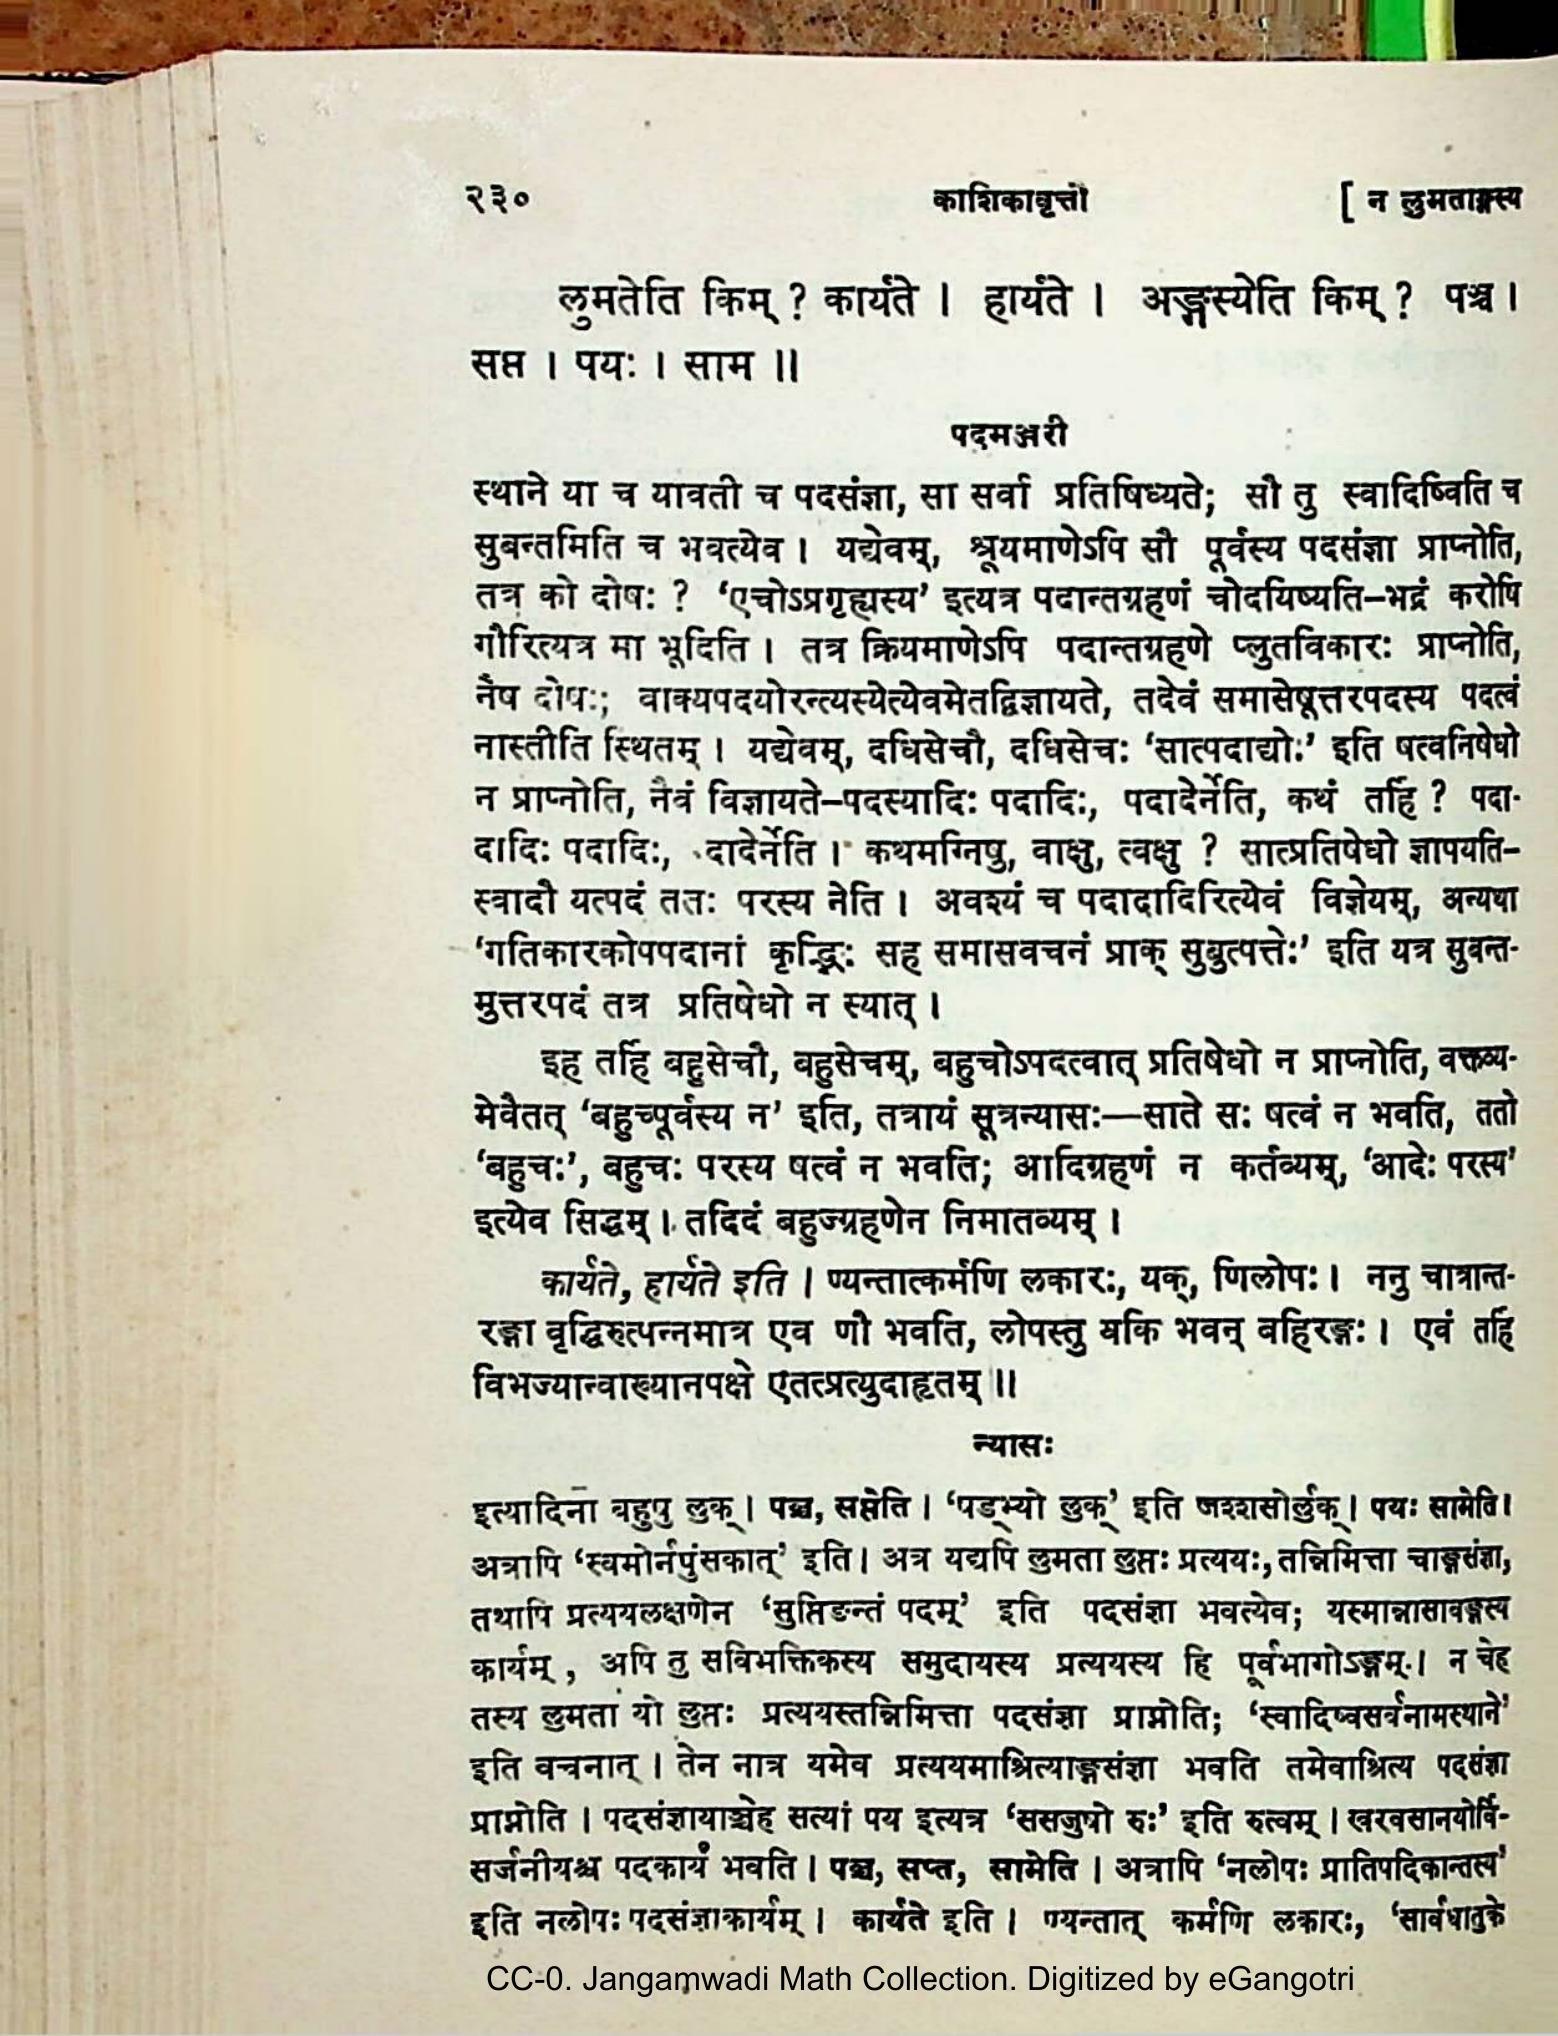 २३० काशिकावृत्तौ [ न लुमताङ्गस्य
लुमतेति किम् ? कार्यते । हार्यते । अङ्गस्येति किम् ? पञ्च ।
सप्त । पयः । साम ॥
पदमञ्जरी
स्थाने या च यावती च पदसंज्ञा, सा सर्वा प्रतिषिध्यते; सौ तु स्वादिष्विति च
सुबन्तमिति च भवत्येव । यद्येवम्, श्रूयमाणेऽपि सौ पूर्वस्य पदसंज्ञा प्राप्नोति,
तत्र को दोषः ? ‘एचोऽप्रगृह्यस्य’ इत्यत्र पदान्तग्रहणं चोदयिष्यति–भद्रं करोषि
गौरित्यत्र मा भूदिति । तत्र क्रियमाणेऽपि पदान्तग्रहणे प्लुतविकारः प्राप्नोति,
नैष दोषः; वाक्यपदयोरन्त्यस्येत्येवमेतद्विज्ञायते, तदेवं समासेषूत्तरपदस्य पदत्वं
नास्तीति स्थितम् । यद्येवम्, दधिसेचौ, दधिसेचः ‘सात्पदाद्योः’ इति षत्वनिषेधो
न प्राप्नोति, नैवं विज्ञायते–पदस्यादिः पदादिः, पदादेर्नेति, कथं तर्हि ? पदा-
दादिः पदादिः, दादेर्नेति । कथमग्निषु, वाक्षु, त्वक्षु ? सात्प्रतिषेधो ज्ञापयति–
स्वादौ यत्पदं ततः परस्य नेति । अवश्यं च पदादादिरित्येवं विज्ञेयम्, अन्यथा
‘गतिकारकोपपदानां कृद्भिः सह समासवचनं प्राक् सुबुत्पत्तेः’ इति यत्र सुबन्त-
मुत्तरपदं तत्र प्रतिषेधो न स्यात् ।
इह तर्हि बहुसेचौ, बहुसेचम्, बहुचोऽपदत्वात् प्रतिषेधो न प्राप्नोति, वक्तव्य-
मेवैतत् ‘बहुच्पूर्वस्य न’ इति, तत्रायं सूत्रन्यासः—साते सः षत्वं न भवति, ततो
‘बहुचः’, बहुचः परस्य षत्वं न भवति; आदिग्रहणं न कर्तव्यम्, ‘आदेः परस्य’
इत्येव सिद्धम् । तदिदं बहुज्ग्रहणेन निमातव्यम् ।
कार्यते, हार्यते इति । ण्यन्तात्कर्मणि लकारः, यक्, णिलोपः । ननु चात्रान्त-
रङ्गा वृद्धिरुत्पन्नमात्र एव णौ भवति, लोपस्तु यकि भवन् बहिरङ्गः । एवं तर्हि
विभज्यान्वाख्यानपक्षे एतत्प्रत्युदाहृतम् ॥
न्यासः
इत्यादिना बहुषु लुक् । पञ्च, सप्तेति । ‘षड्भ्यो लुक्’ इति जश्शसोर्लुक् । पयः सामेति ।
अत्रापि ‘स्वमोर्नपुंसकात्’ इति । अत्र यद्यपि लुमता लुप्तः प्रत्ययः, तन्निमित्ता चाङ्गसंज्ञा,
तथापि प्रत्ययलक्षणेन ‘सुप्तिङन्तं पदम्’ इति पदसंज्ञा भवत्येव; यस्मान्नासावङ्गस्य
कार्यम् , अपि तु सविभक्तिकस्य समुदायस्य प्रत्ययस्य हि पूर्वभागोऽङ्गम् । न चेह
तस्य लुमता यो लुप्तः प्रत्ययस्तन्निमित्ता पदसंज्ञा प्राप्नोति; ‘स्वादिष्वसर्वनामस्थाने’
इति वचनात् । तेन नात्र यमेव प्रत्ययमाश्रित्याङ्गसंज्ञा भवति तमेवाश्रित्य पदसंज्ञा
प्राप्नोति । पदसंज्ञायाञ्चेह सत्यां पय इत्यत्र ‘ससजुषो रुः’ इति रुत्वम् । खरवसानयोर्वि-
सर्जनीयश्च पदकार्यं भवति । पञ्च, सप्त, सामेति । अत्रापि ‘नलोपः प्रातिपदिकान्तस्य’
इति नलोपः पदसंज्ञाकार्यम् । कार्यते इति । ण्यन्तात् कर्मणि लकारः, ‘सार्वधातुके
CC-0. Jangamwadi Math Collection. Digitized by eGangotri